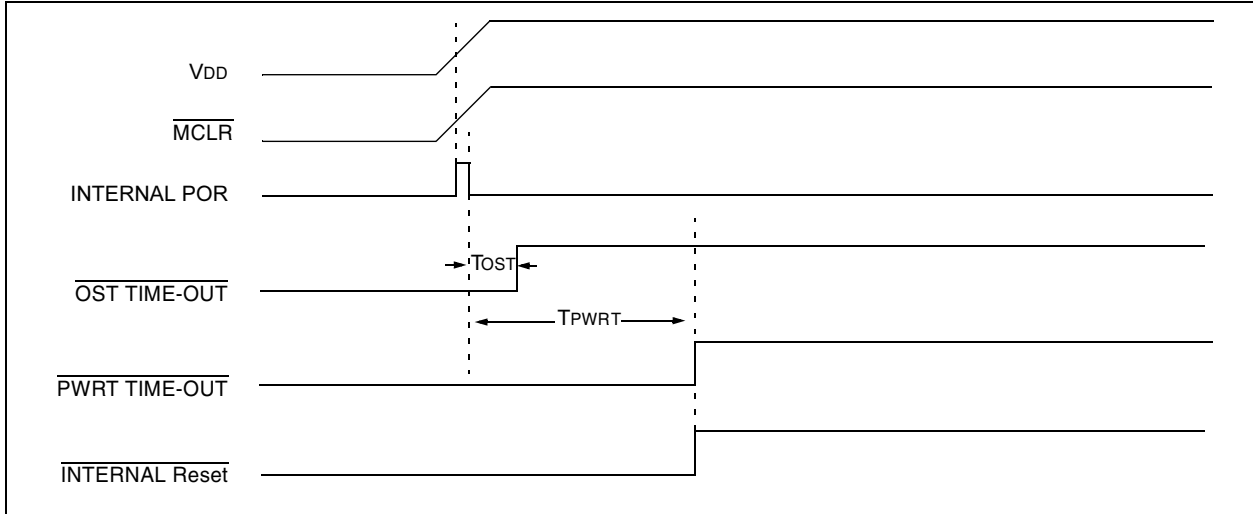 VDD
MCLR
INTERNAL POR
TOST
OST TIME-OUT
TPWRT
PWRT TIME-OUT
INTERNAL Reset